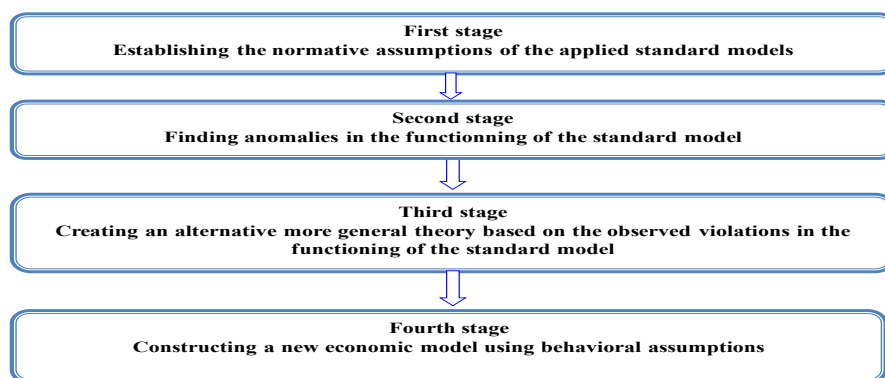 First stage
Establishing the normative assumptions of the applied standard models
Second stage
Finding anomalies in the functionning of the standard model
Third stage
Creating an alternative more general theory based on the observed violations in the
functioning of the standard model
Fourth stage
Constructing a new economic model using behavioral assumptions